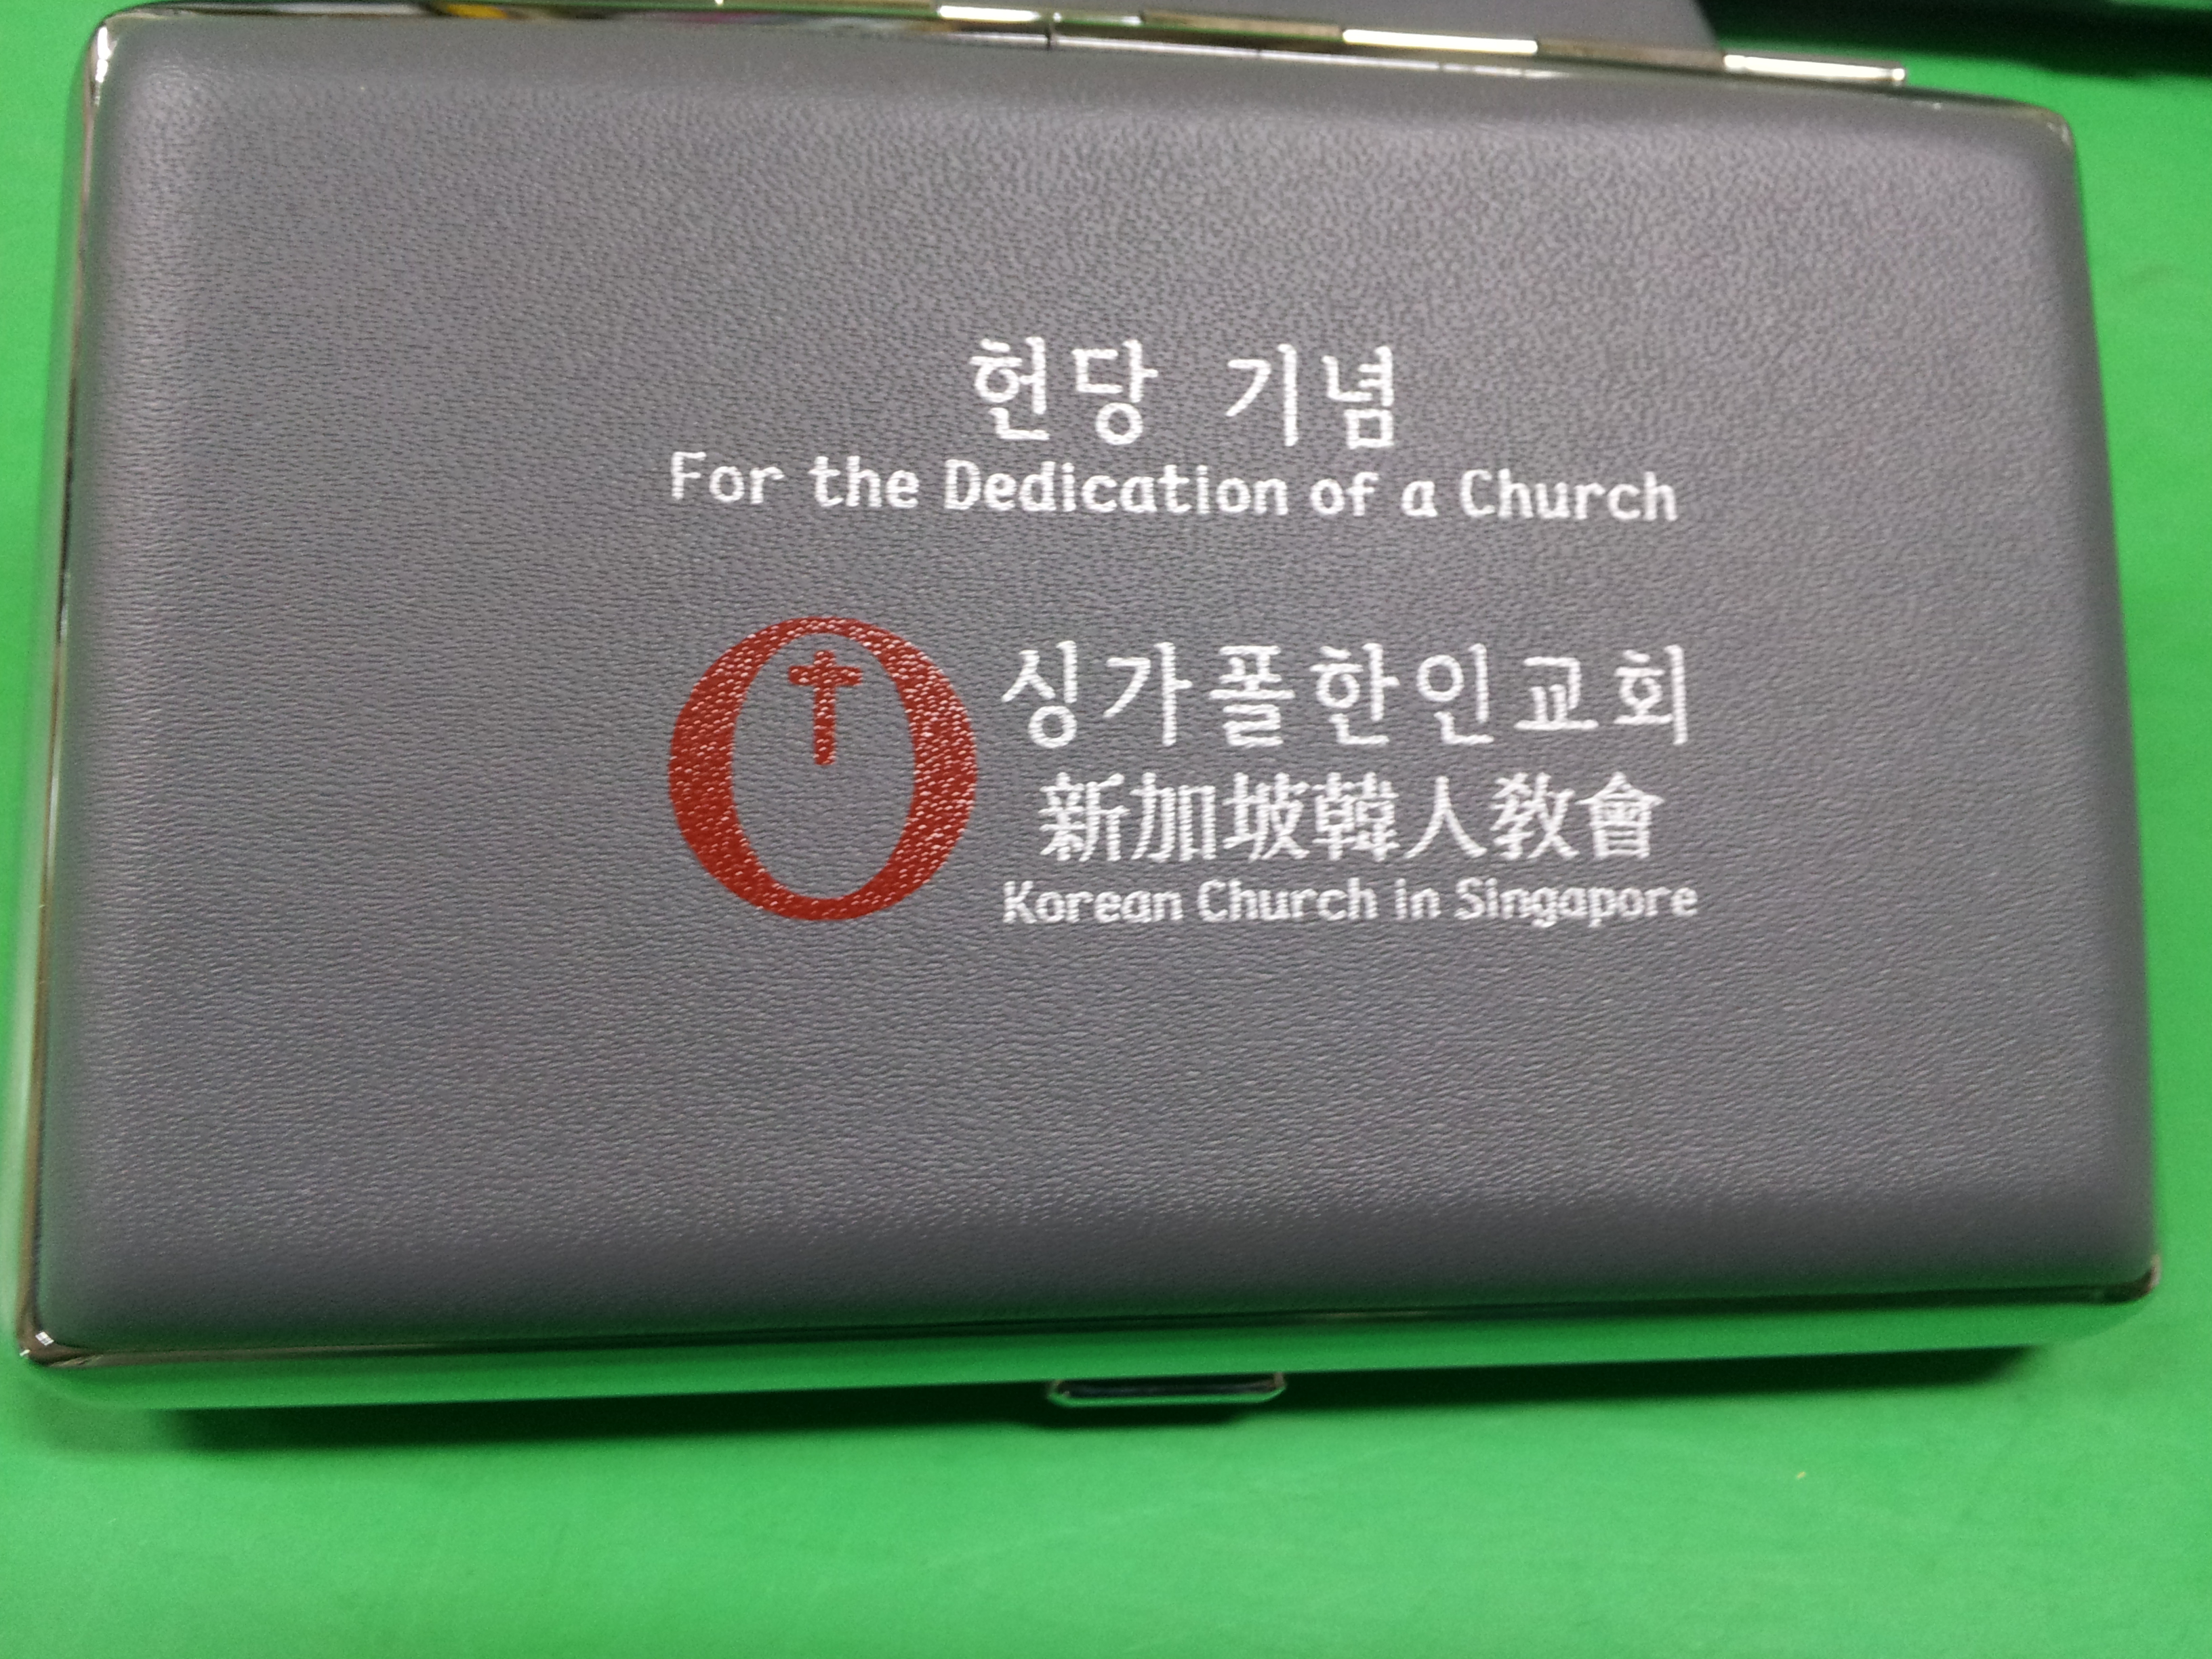 헌당 기념
For the Dedication of a Church
싱가폴한인교회
新加坡韓人敎會
Korean Church in Singapore